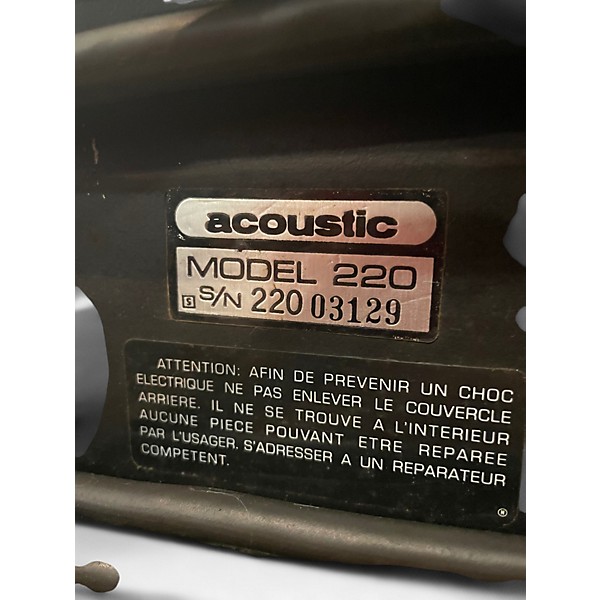 acoustic
MODEL 220
S S/N 220 03129
ATTENTION: AFIN DE PREVENIR UN CHOC
ELECTRIQUE NE PAS ENLEVER LE COUVERCLE
ARRIERE. IL NE SE TROUVE A L'INTERIEUR
AUCUNE PIECE POUVANT ETRE REPAREE
PAR L'USAGER, S'ADRESSER A UN REPARATEUR
COMPETENT.